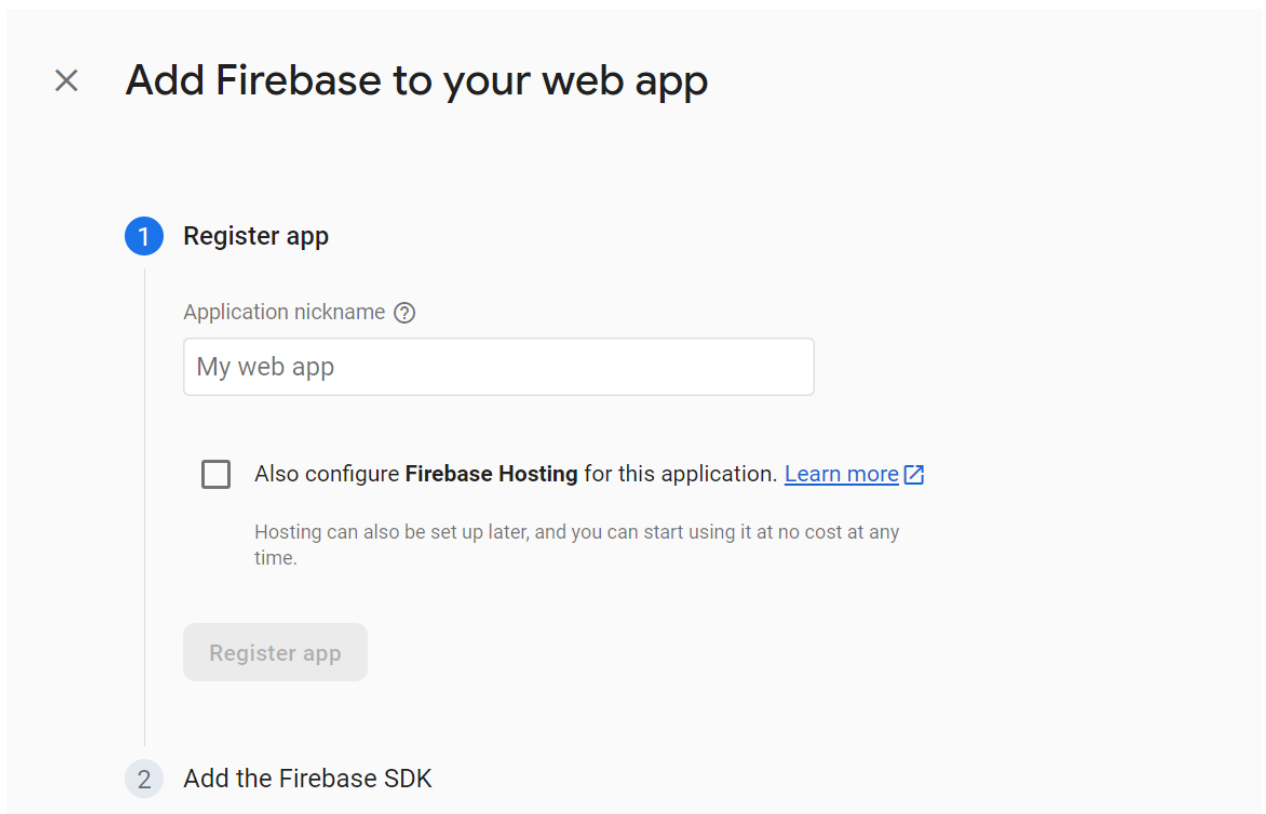 Add Firebase to your web app
1 Register app
Application nickname
My web app
Also configure Firebase Hosting for this application. Learn more
Hosting can also be set up later, and you can start using it at no cost at any
time.
Register app
2 Add the Firebase SDK